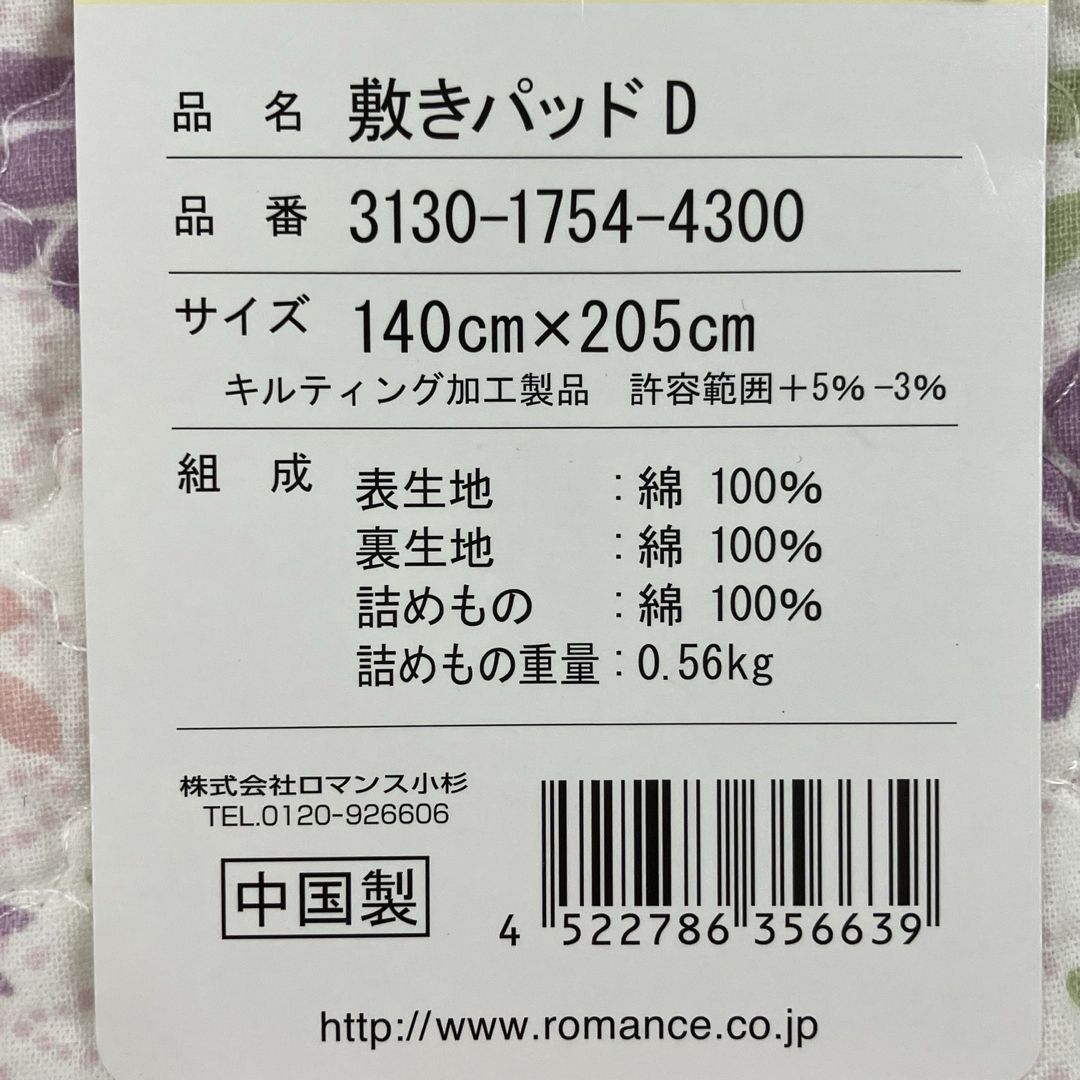 品 名 敷きパッド D
品 番 3130-1754-4300
サイズ 140cm×205cm
キルティング加工製品 許容範囲+5%-3%
組 成 表生地 : 綿 100%
裏生地 : 綿 100%
詰めもの : 綿 100%
詰めもの重量 : 0.56kg
株式会社ロマンス小杉
TEL.0120-926606
中国製
4 522786 356639
http://www.romance.co.jp